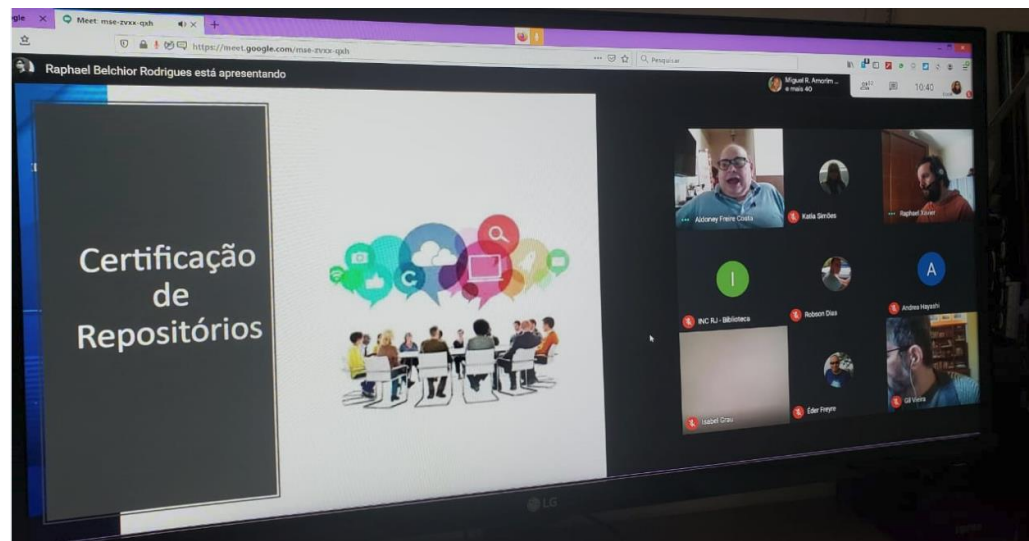 gle
Meet: mse-zvxx-qxh
https://meet.google.com/mse-zvxx-qxh
Pesquisar
Raphael Belchior Rodrigues está apresentando
Miguel R. Amorim ...
e mais 40
10:40
Certificação
de
Repositórios
Aldoney Freire Costa
Katia Simões
Raphael Xavier
I
A
INC RJ - Biblioteca
Robson Dias
Andrea Hayashi
Isabel Grau
Éder Freyre
Gil Vieira
LG